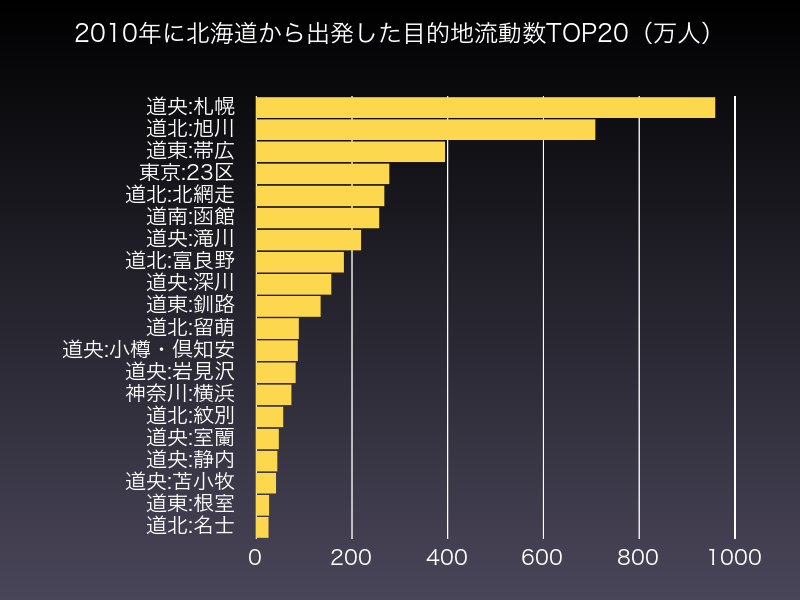 2010年に北海道から出発した目的地流動数TOP20（万人）
道央:札幌
道北:旭川
道東:帯広
東京:23区
道北:北網走
道南:函館
道央:滝川
道北:富良野
道央:深川
道東:釧路
道北:留萌
道央:小樽・倶知安
道央:岩見沢
神奈川:横浜
道北:紋別
道央:室蘭
道央:静内
道央:苫小牧
道東:根室
道北:名士
0 200 400 600 800 1000